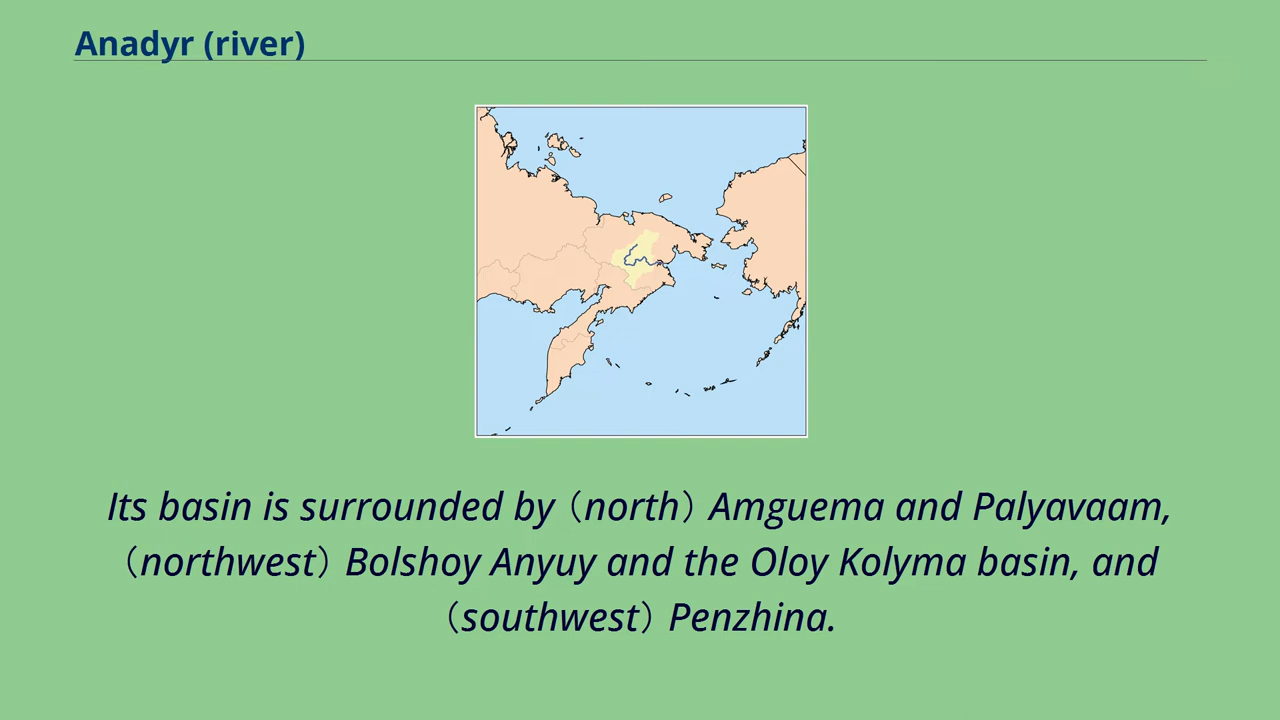 Anadyr (river)
Its basin is surrounded by (north) Amguema and Palyavaam,
(northwest) Bolshoy Anyuy and the Oloy Kolyma basin, and
(southwest) Penzhina.